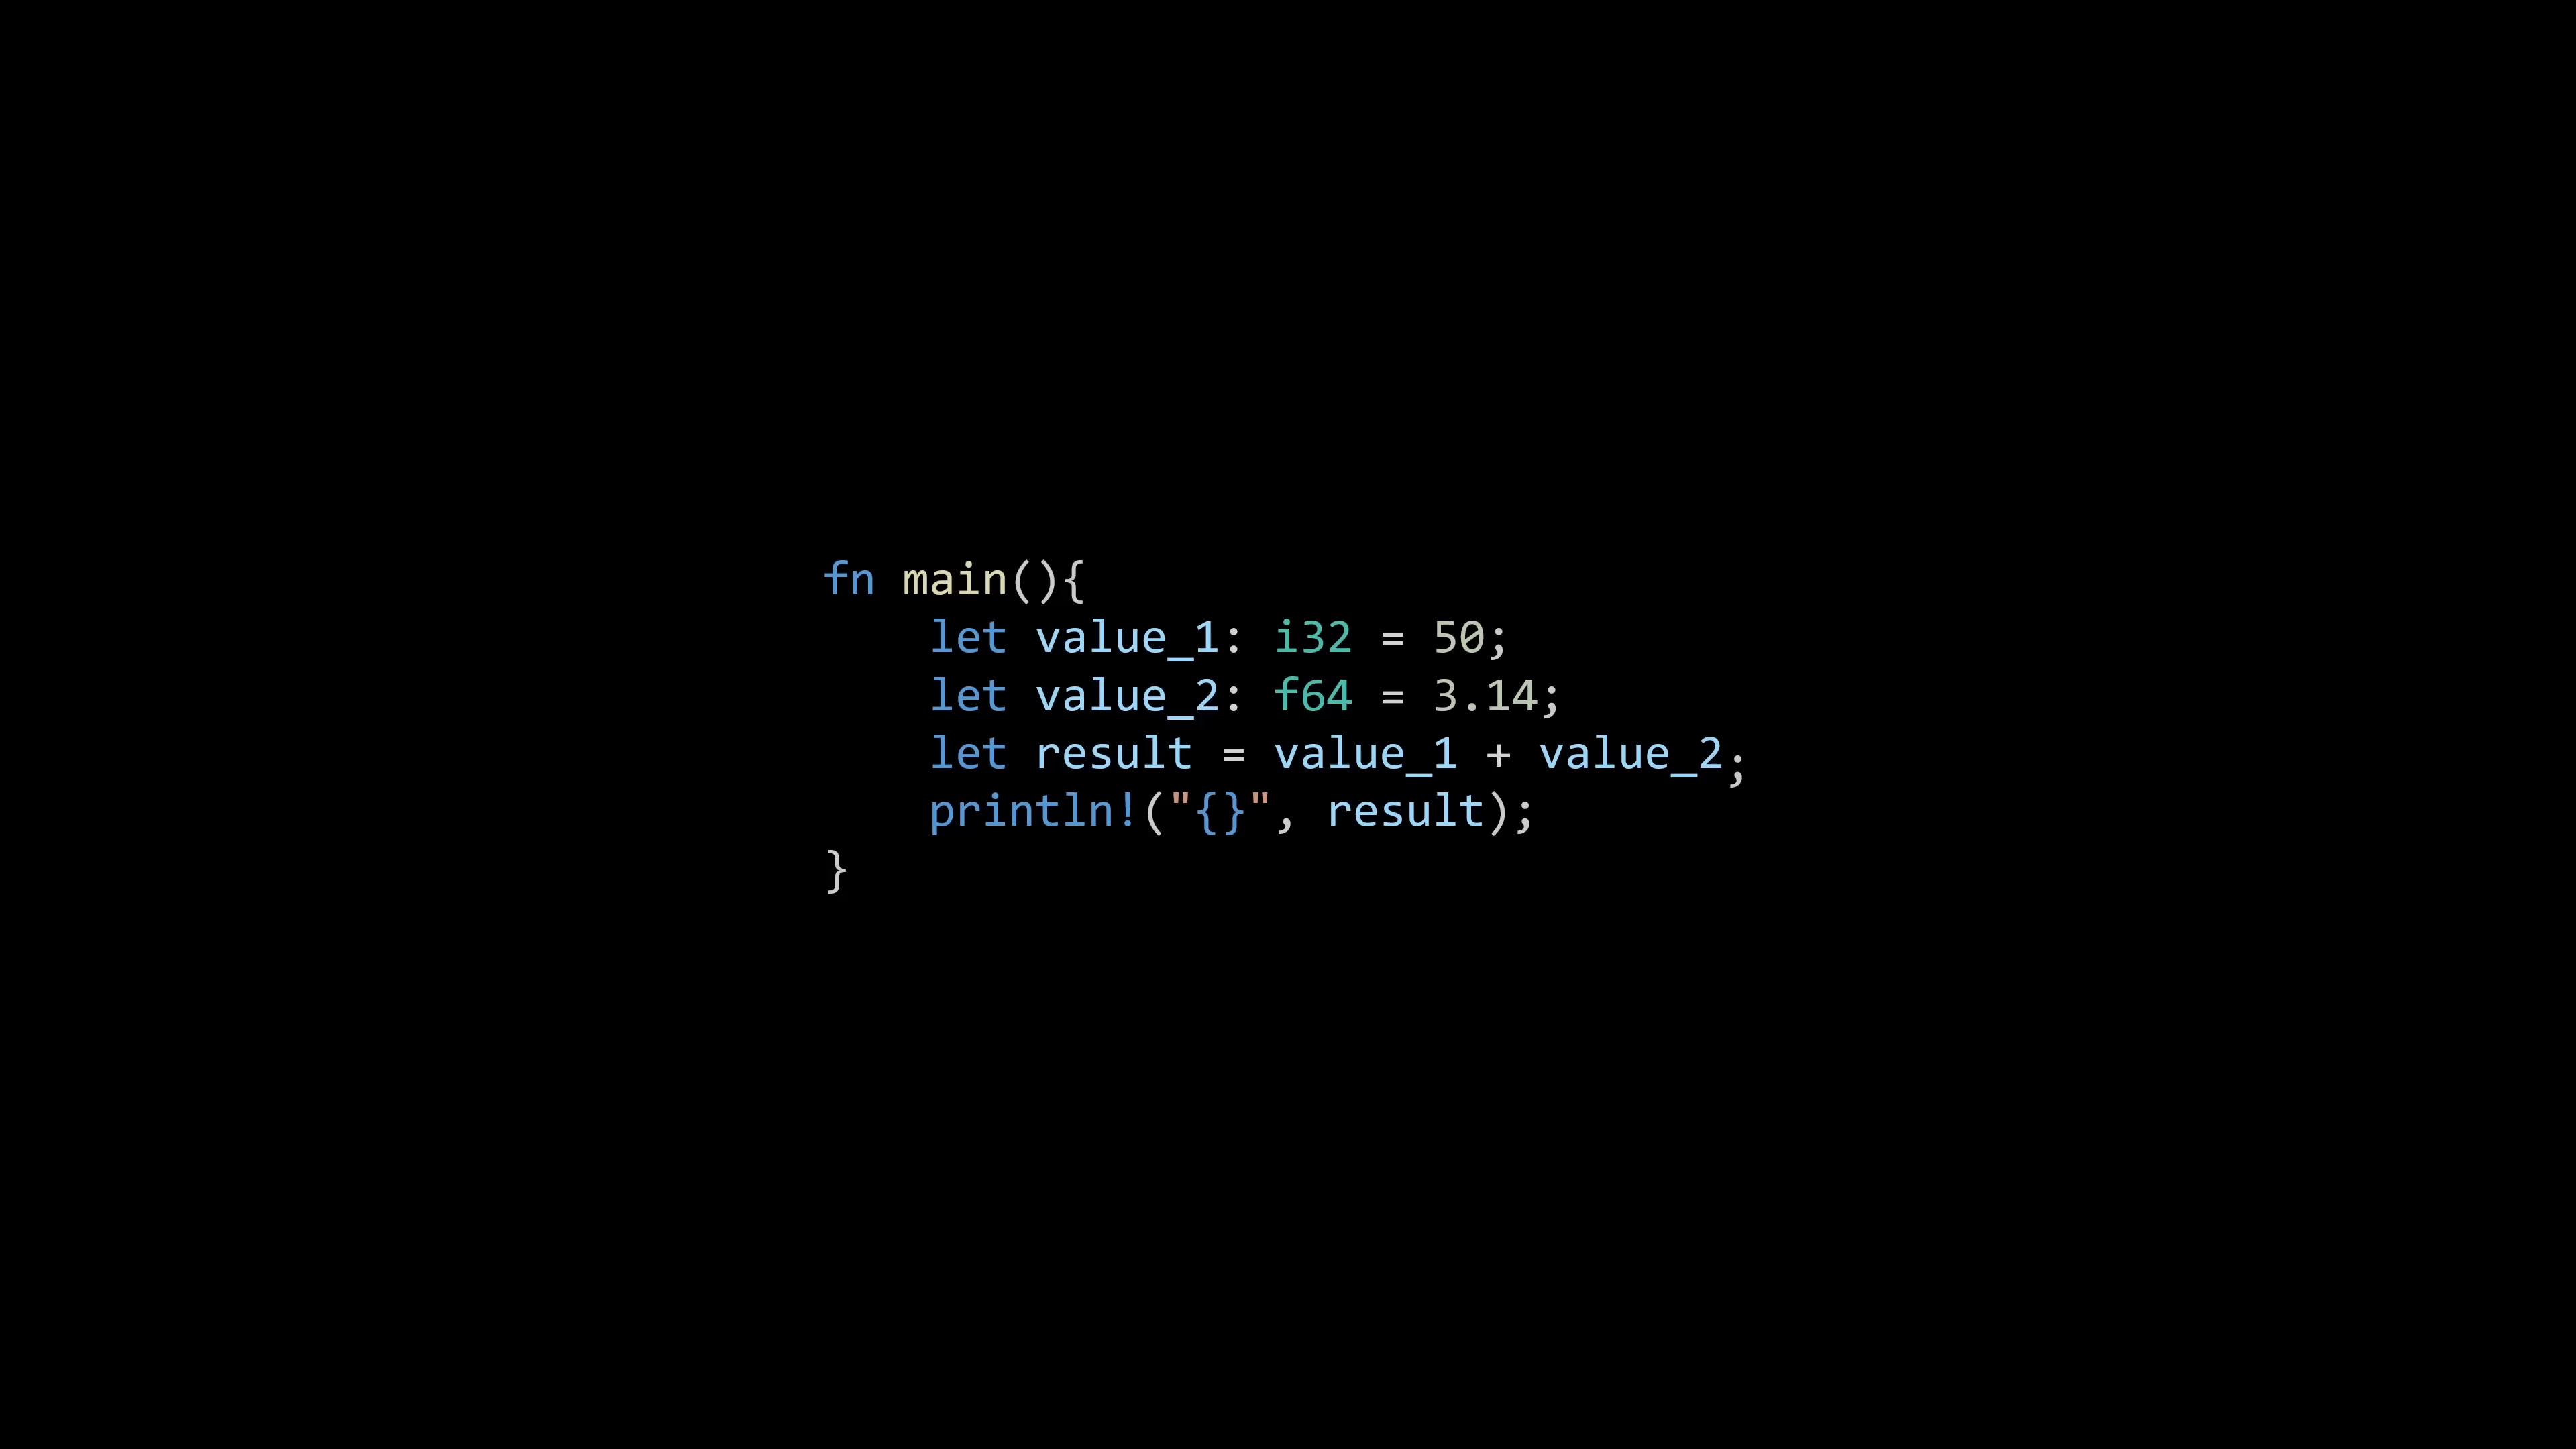 fn main(){
    let value_1: i32 = 50;
    let value_2: f64 = 3.14;
    let result = value_1 + value_2;
    println!("{}", result);
}